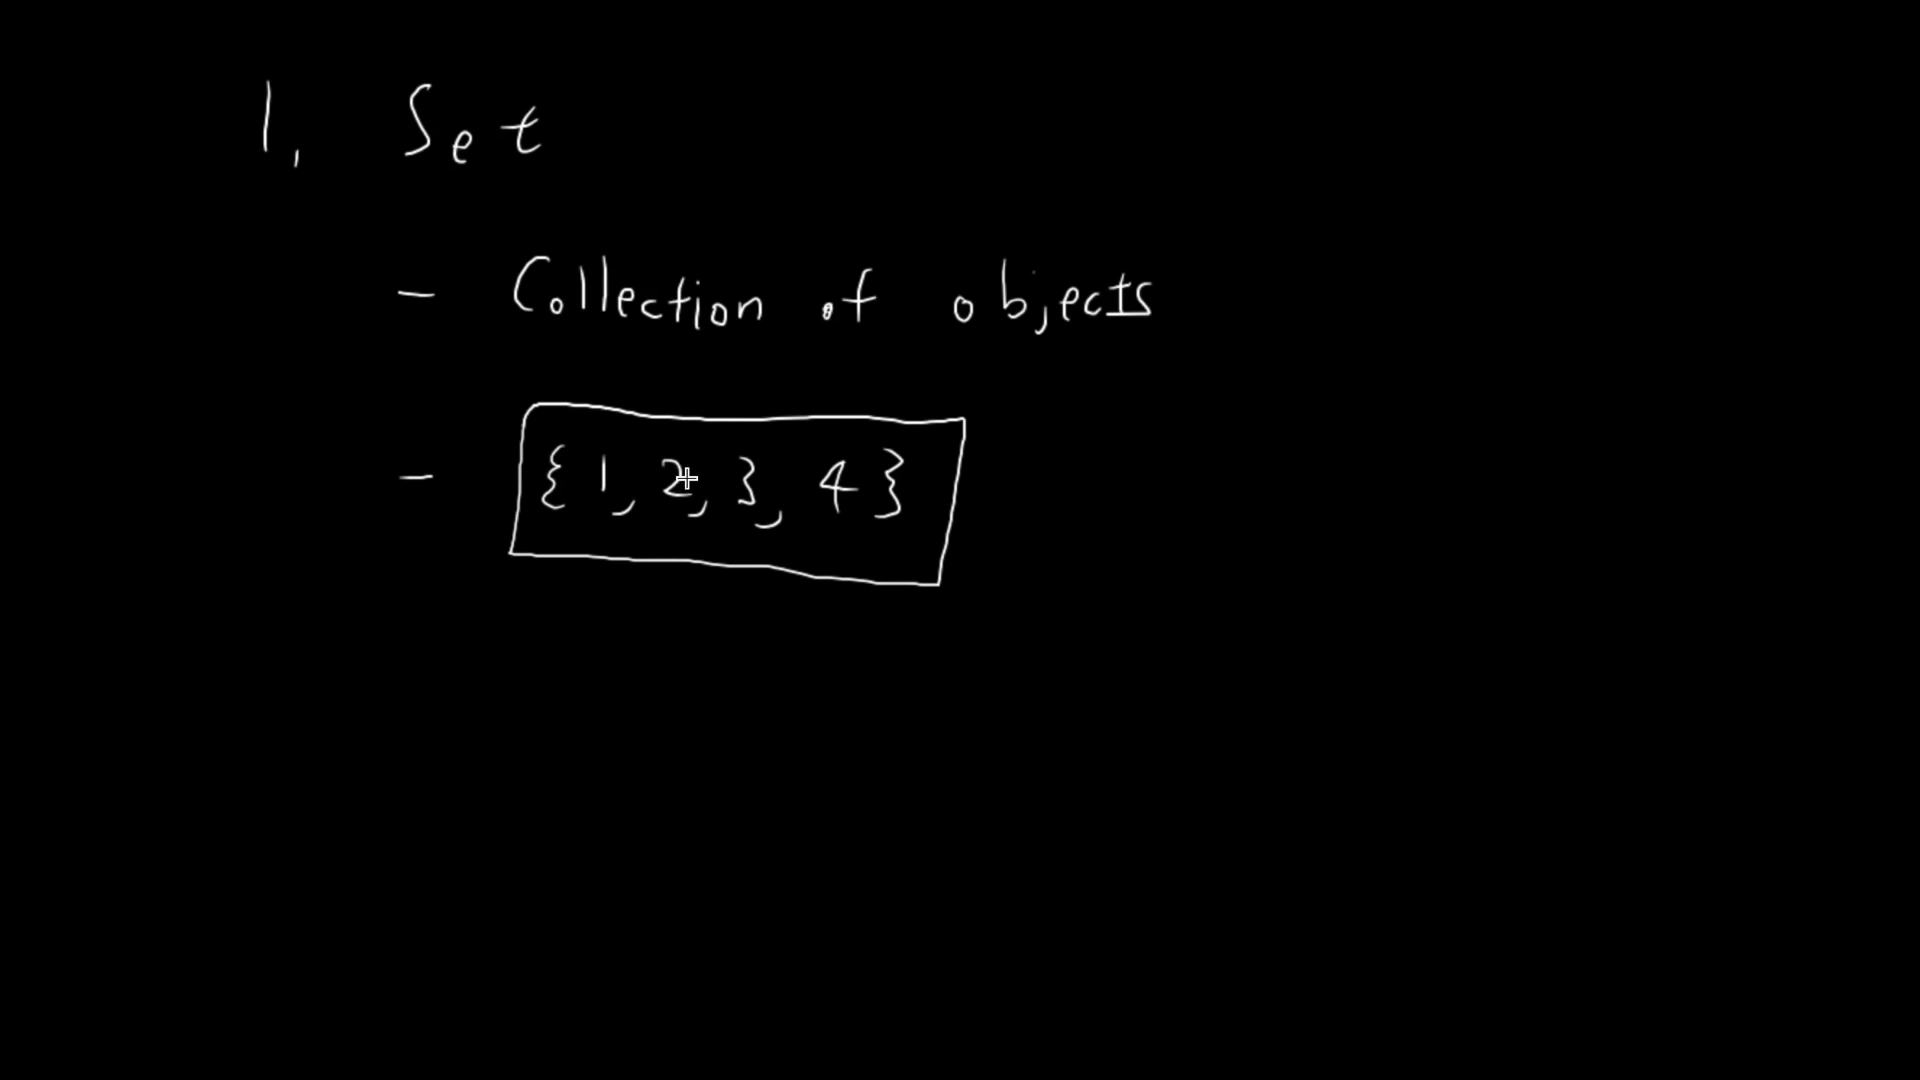 1. Set
- Collection of objects
- { 1, 2, 3, 4 }